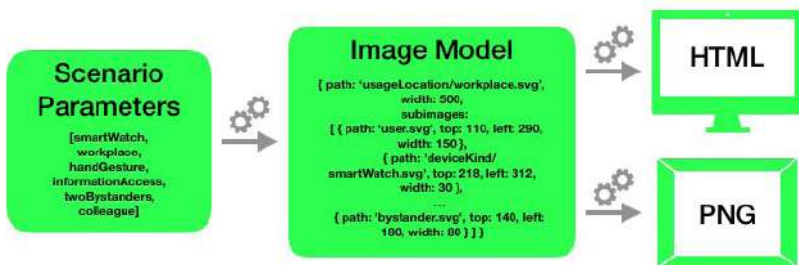 Scenario
Parameters
[smartWatch,
workplace,
handGesture,
informationAccess,
twoBystanders,
colleague]
Image Model
{ path: ‘usageLocation/workplace.svg’,
width: 500,
subimages:
[ { path: ‘user.svg’, top: 110, left: 290,
width: 150 },
{ path: ‘deviceKind/
smartWatch.svg’, top: 218, left: 312,
width: 30 },
...
{ path: ‘bystander.svg’, top: 140, left:
180, width: 80 } ] }
HTML
PNG